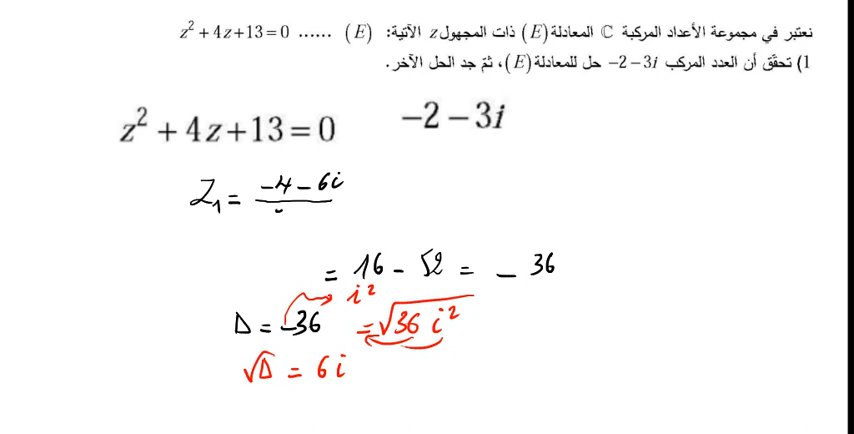 نعتبر في مجموعة الأعداد المركبة ℂ المعادلة (E) ذات المجهول z الآتية: (E) ...... z² + 4z + 13 = 0
1) تحقّق أن العدد المركب −2 − 3i حل للمعادلة (E)، ثمّ جد الحل الآخر.
z² + 4z + 13 = 0 −2 − 3i
Z₁ = −4 − 6i
= 16 − 52 = − 36
i²
Δ = −36 = √36 i²
√Δ = 6i